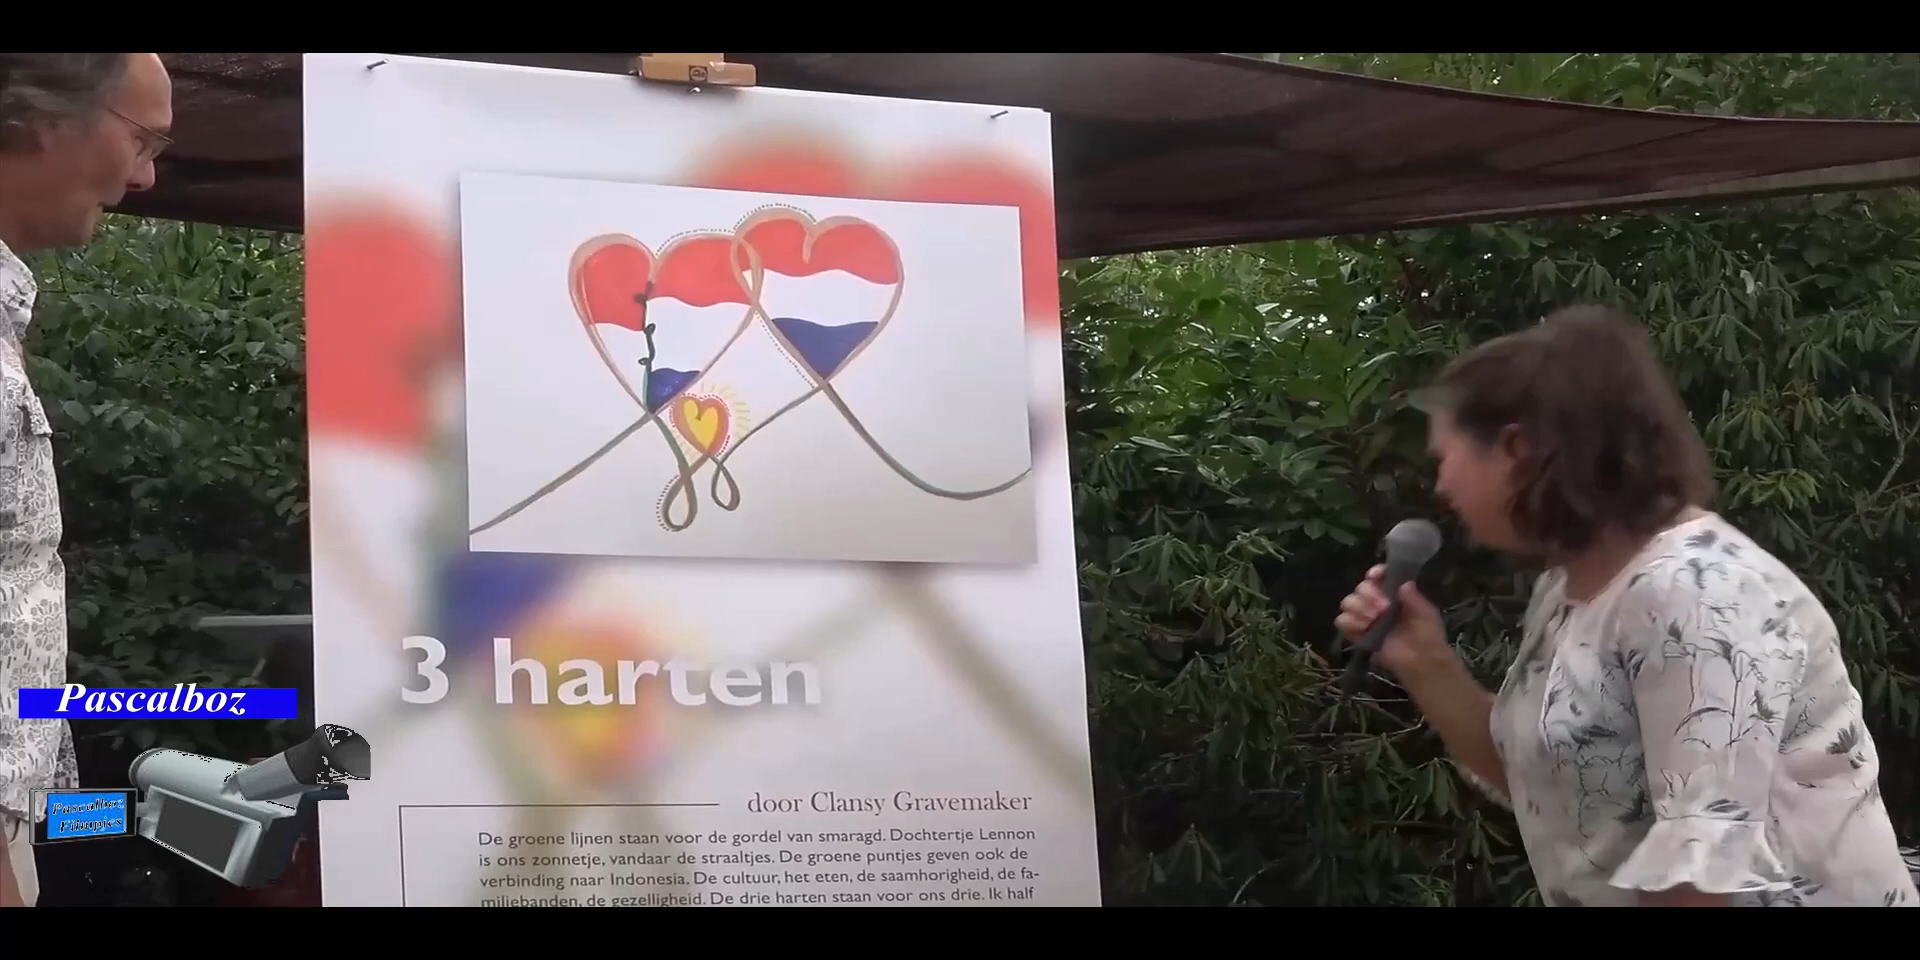 3 harten
door Clansy Gravemaker
De groene lijnen staan voor de gordel van smaragd. Dochtertje Lennon
is ons zonnetje, vandaar de straaltjes. De groene puntjes geven ook de
verbinding naar Indonesia. De cultuur, het eten, de saamhorigheid, de fa-
miliebanden, de gezelligheid. De drie harten staan voor ons drie. Ik half
Pascalboz
Pascalboz
Filmpjes